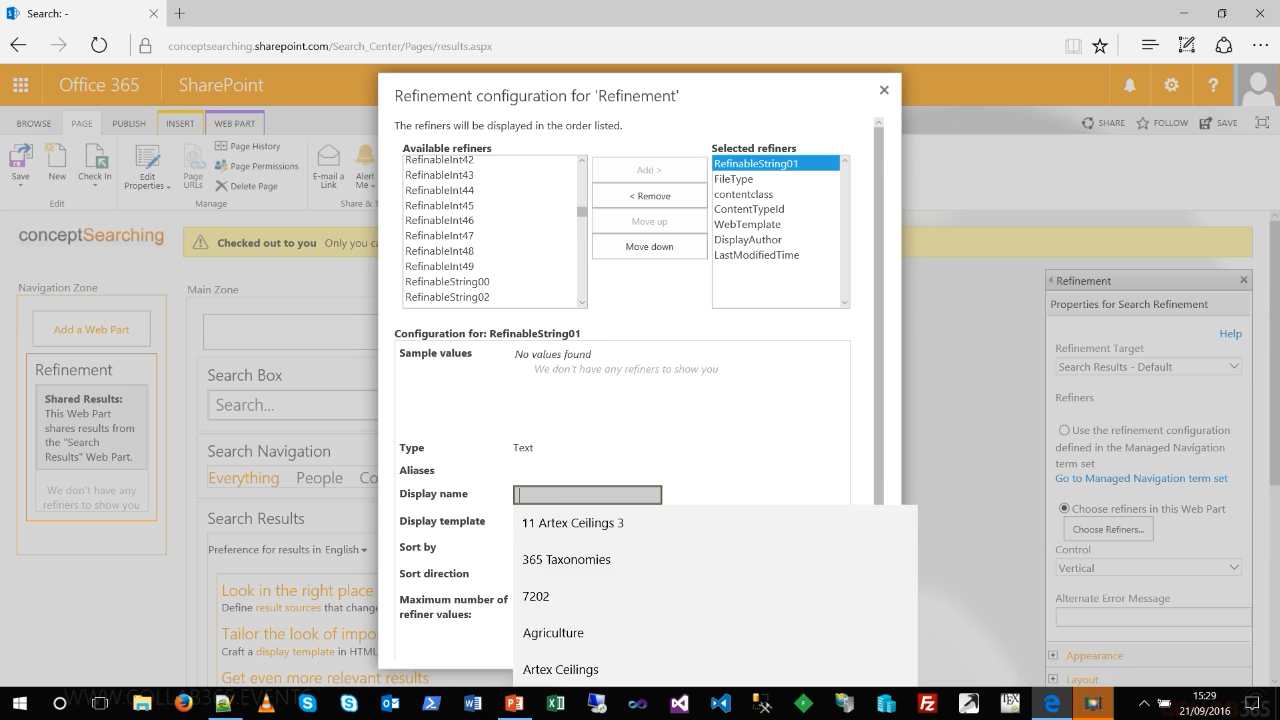 Search:
conceptsearching.sharepoint.com/Search_Center/Pages/results.aspx
Office 365
SharePoint
BROWSE
PAGE
PUBLISH
INSERT
WEB PART
SHARE
FOLLOW
SAVE
Save
New
Check In
Edit
Properties
Page
URLS
Page History
Page Permissions
Delete Page
E-mail a
Link
Alert
Me
Edit
Manage
Share &
conceptSearching
Checked out to you Only you ca
Navigation Zone
Add a Web Part
Refinement
Shared Results:
This Web Part
shares results from
the "Search
Results" Web Part.
We don't have any
refiners to show you
Main Zone
Search Box
Search...
Search Navigation
Everything People Co
Search Results
Preference for results in English
Look in the right place
Define result sources that change
Tailor the look of impo
Craft a display template in HTML
Get even more relevant results
Refinement configuration for 'Refinement'
The refiners will be displayed in the order listed.
Available refiners
RefinableInt42
RefinableInt43
RefinableInt44
RefinableInt45
RefinableInt46
RefinableInt47
RefinableInt48
RefinableInt49
RefinableString00
RefinableString02
Add >
< Remove
Move up
Move down
Selected refiners
RefinableString01
FileType
contentclass
ContentTypeId
WebTemplate
DisplayAuthor
LastModifiedTime
Configuration for: RefinableString01
Sample values
No values found
We don't have any refiners to show you
Type
Text
Aliases
Display name
Display template
Sort by
Sort direction
Maximum number of
refiner values:
11 Artex Ceilings 3
365 Taxonomies
7202
Agriculture
Artex Ceilings
Refinement
Properties for Search Refinement
Help
Refinement Target
Search Results - Default
Refiners
Use the refinement configuration
defined in the Managed Navigation
term set
Go to Managed Navigation term set
Choose refiners in this Web Part
Choose Refiners...
Control
Vertical
Alternate Error Message
Appearance
Layout
WWW.COLLAB365.EVENTS
15:29
21/09/2016